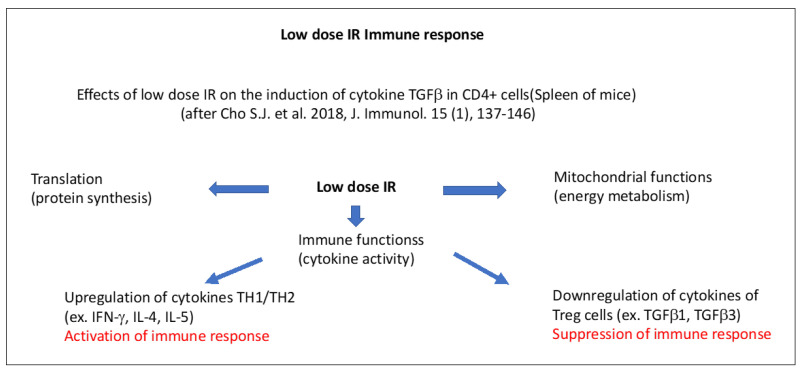 Low dose IR Immune response
Effects of low dose IR on the induction of cytokine TGFβ in CD4+ cells(Spleen of mice)
(after Cho S.J. et al. 2018, J. Immunol. 15 (1), 137-146)
Translation
(protein synthesis)
Low dose IR
Mitochondrial functions
(energy metabolism)
Immune functionss
(cytokine activity)
Upregulation of cytokines TH1/TH2
(ex. IFN-γ, IL-4, IL-5)
Activation of immune response
Downregulation of cytokines of
Treg cells (ex. TGFβ1, TGFβ3)
Suppression of immune response